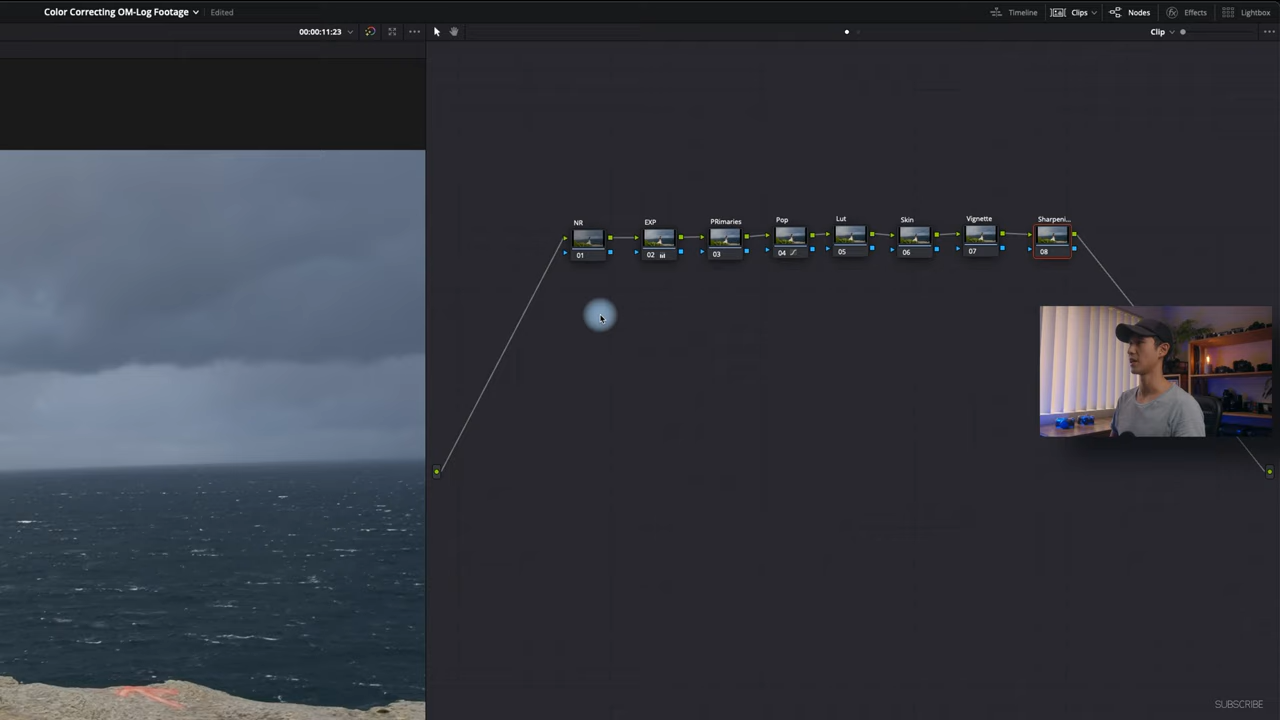 Color Correcting OM-Log Footage Edited
Timeline Clips Nodes Effects Lightbox
00:00:11:23
Clip
NR
EXP
PRimaries
Pop
Lut
Skin
Vignette
Sharpeni...
01
02
03
04
05
06
07
08
SUBSCRIBE